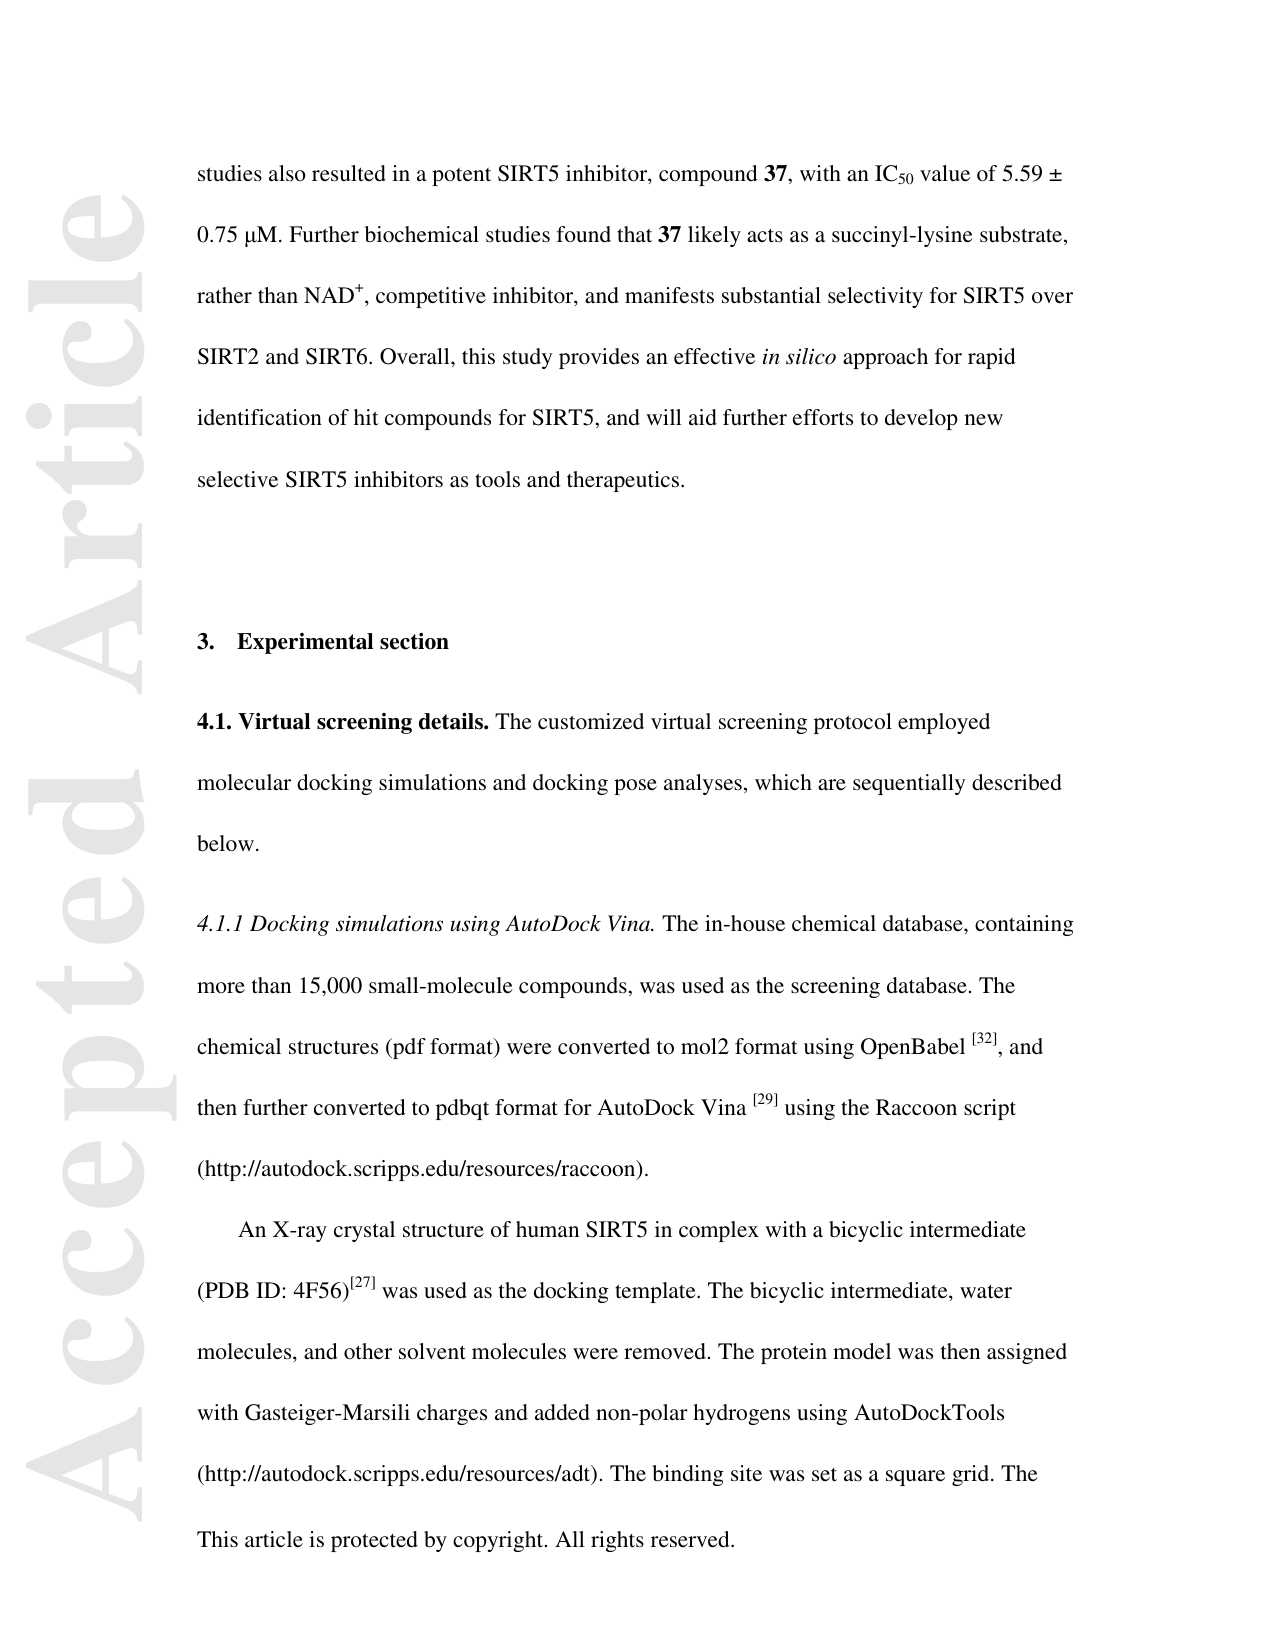 studies also resulted in a potent SIRT5 inhibitor, compound 37, with an IC50 value of 5.59 ±
0.75 μM. Further biochemical studies found that 37 likely acts as a succinyl-lysine substrate,
rather than NAD+, competitive inhibitor, and manifests substantial selectivity for SIRT5 over
SIRT2 and SIRT6. Overall, this study provides an effective in silico approach for rapid
identification of hit compounds for SIRT5, and will aid further efforts to develop new
selective SIRT5 inhibitors as tools and therapeutics.
3. Experimental section
4.1. Virtual screening details. The customized virtual screening protocol employed
molecular docking simulations and docking pose analyses, which are sequentially described
below.
4.1.1 Docking simulations using AutoDock Vina. The in-house chemical database, containing
more than 15,000 small-molecule compounds, was used as the screening database. The
chemical structures (pdf format) were converted to mol2 format using OpenBabel [32], and
then further converted to pdbqt format for AutoDock Vina [29] using the Raccoon script
(http://autodock.scripps.edu/resources/raccoon).
An X-ray crystal structure of human SIRT5 in complex with a bicyclic intermediate
(PDB ID: 4F56)[27] was used as the docking template. The bicyclic intermediate, water
molecules, and other solvent molecules were removed. The protein model was then assigned
with Gasteiger-Marsili charges and added non-polar hydrogens using AutoDockTools
(http://autodock.scripps.edu/resources/adt). The binding site was set as a square grid. The
This article is protected by copyright. All rights reserved.
Accepted Article